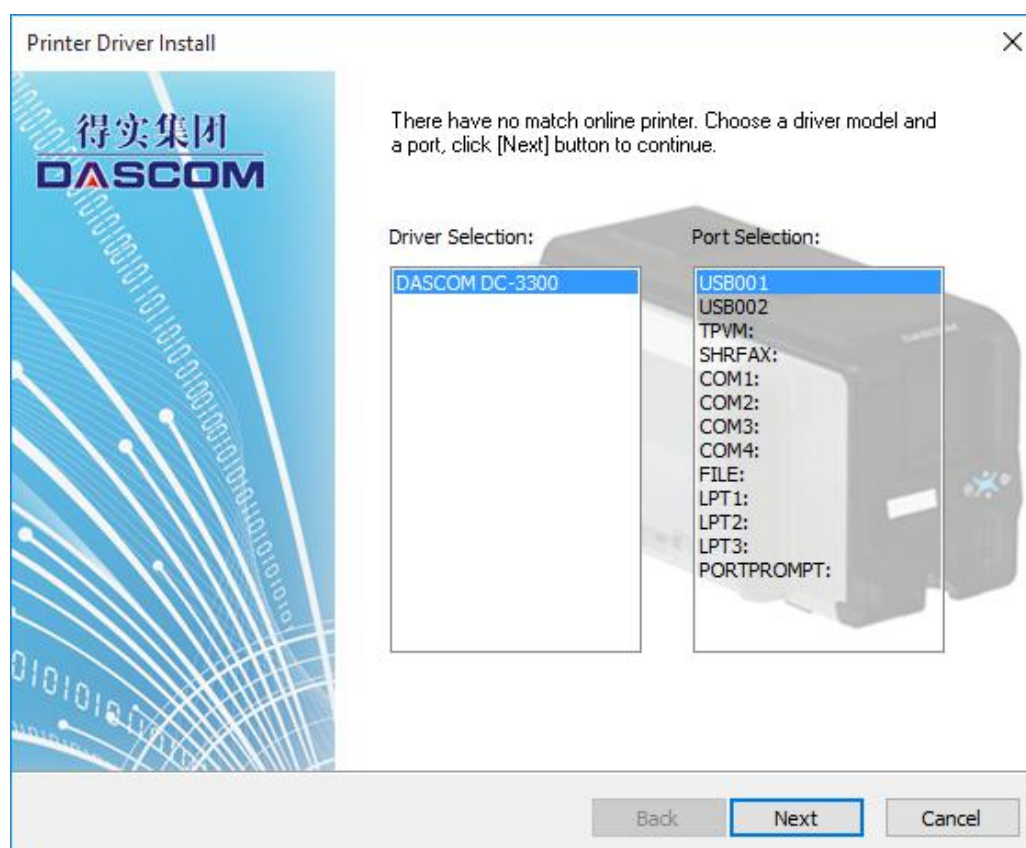 Printer Driver Install
得实集团
DASCOM
There have no match online printer. Choose a driver model and
a port, click [Next] button to continue.
Driver Selection:
Port Selection:
DASCOM DC-3300
USB001
USB002
TPVM:
SHRFAX:
COM1:
COM2:
COM3:
COM4:
FILE:
LPT1:
LPT2:
LPT3:
PORTPROMPT:
DASCOM
Back
Next
Cancel